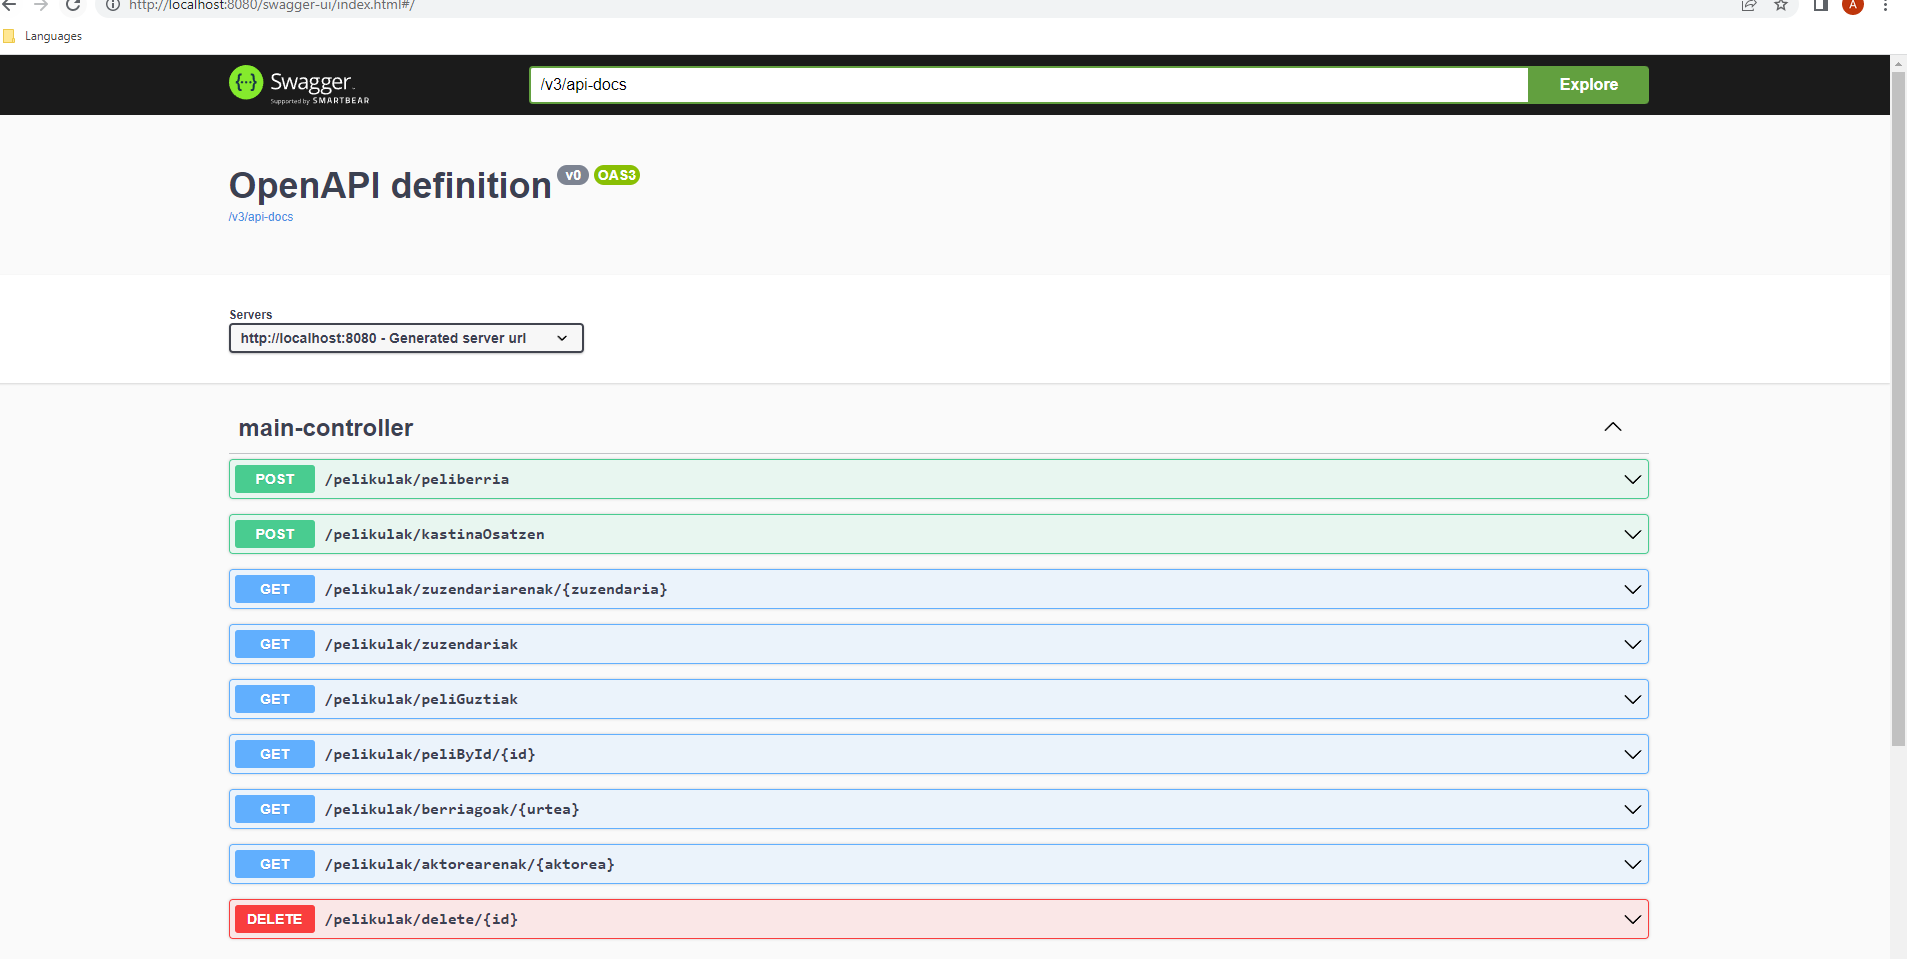 http://localhost:8080/swagger-ui/index.html#/
A
Languages
{···} Swagger
Supported by SMARTBEAR
/v3/api-docs
Explore
OpenAPI definition v0 OAS3
/v3/api-docs
Servers
http://localhost:8080 - Generated server url
main-controller
POST /pelikulak/peliberria
POST /pelikulak/kastinaOsatzen
GET /pelikulak/zuzendariarenak/{zuzendaria}
GET /pelikulak/zuzendariak
GET /pelikulak/peliGuztiak
GET /pelikulak/peliById/{id}
GET /pelikulak/berriagoak/{urtea}
GET /pelikulak/aktorearenak/{aktorea}
DELETE /pelikulak/delete/{id}